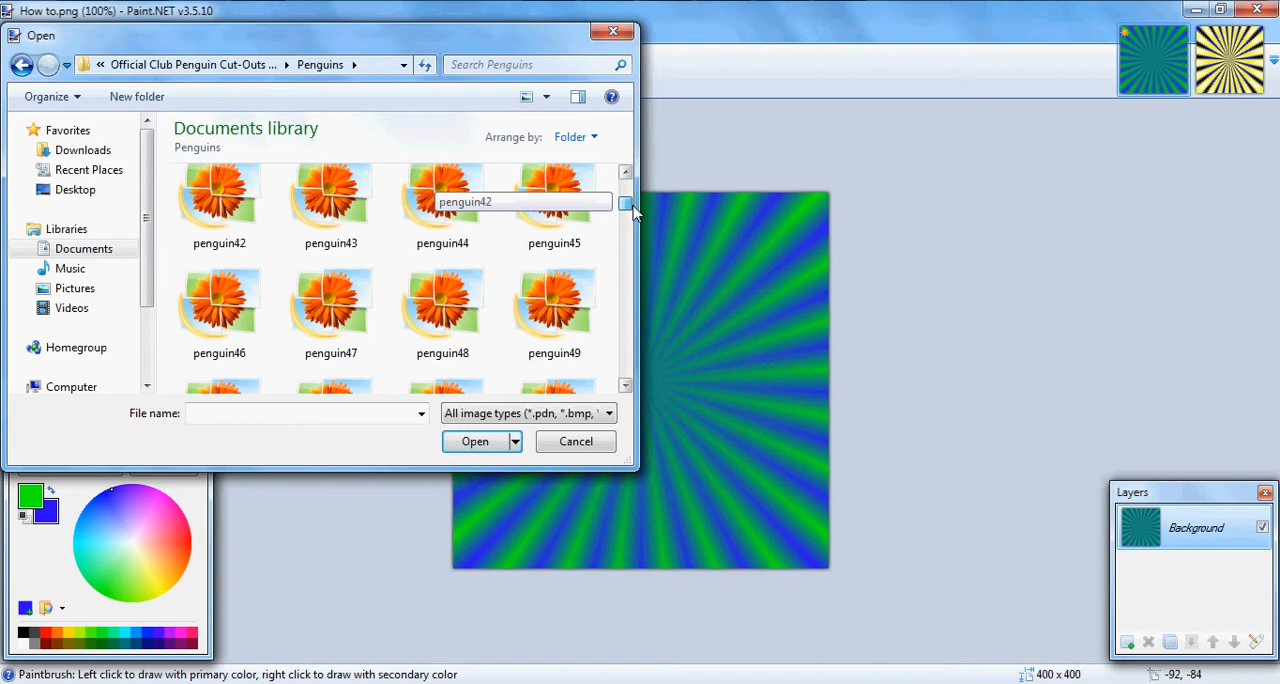 How to.png (100%) - Paint.NET v3.5.10
Open
« Official Club Penguin Cut-Outs ... Penguins
Search Penguins
Organize
New folder
Favorites
Downloads
Recent Places
Desktop
Libraries
Documents
Music
Pictures
Videos
Homegroup
Computer
Documents library
Penguins
Arrange by: Folder
penguin42
penguin42 penguin43 penguin44 penguin45
penguin46 penguin47 penguin48 penguin49
File name:
All image types (*.pdn, *.bmp,
Open
Cancel
Layers
Background
Paintbrush: Left click to draw with primary color, right click to draw with secondary color
400 x 400
-92, -84